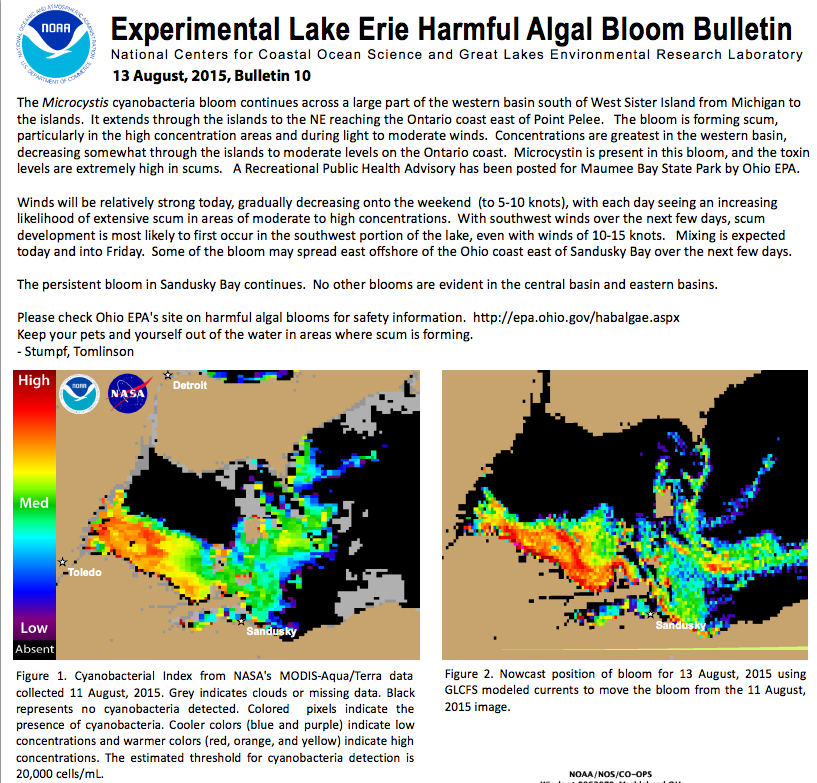 NOAA
NATIONAL OCEANIC AND ATMOSPHERIC ADMINISTRATION
U.S. DEPARTMENT OF COMMERCE
Experimental Lake Erie Harmful Algal Bloom Bulletin
National Centers for Coastal Ocean Science and Great Lakes Environmental Research Laboratory
13 August, 2015, Bulletin 10
The Microcystis cyanobacteria bloom continues across a large part of the western basin south of West Sister Island from Michigan to
the islands. It extends through the islands to the NE reaching the Ontario coast east of Point Pelee. The bloom is forming scum,
particularly in the high concentration areas and during light to moderate winds. Concentrations are greatest in the western basin,
decreasing somewhat through the islands to moderate levels on the Ontario coast. Microcystin is present in this bloom, and the toxin
levels are extremely high in scums. A Recreational Public Health Advisory has been posted for Maumee Bay State Park by Ohio EPA.
Winds will be relatively strong today, gradually decreasing onto the weekend (to 5-10 knots), with each day seeing an increasing
likelihood of extensive scum in areas of moderate to high concentrations. With southwest winds over the next few days, scum
development is most likely to first occur in the southwest portion of the lake, even with winds of 10-15 knots. Mixing is expected
today and into Friday. Some of the bloom may spread east offshore of the Ohio coast east of Sandusky Bay over the next few days.
The persistent bloom in Sandusky Bay continues. No other blooms are evident in the central basin and eastern basins.
Please check Ohio EPA's site on harmful algal blooms for safety information. http://epa.ohio.gov/habalgae.aspx
Keep your pets and yourself out of the water in areas where scum is forming.
- Stumpf, Tomlinson
High
Med
Low
Absent
NOAA
NASA
Detroit
Toledo
Sandusky
Sandusky
Figure 1. Cyanobacterial Index from NASA's MODIS-Aqua/Terra data
collected 11 August, 2015. Grey indicates clouds or missing data. Black
represents no cyanobacteria detected. Colored pixels indicate the
presence of cyanobacteria. Cooler colors (blue and purple) indicate low
concentrations and warmer colors (red, orange, and yellow) indicate high
concentrations. The estimated threshold for cyanobacteria detection is
20,000 cells/mL.
Figure 2. Nowcast position of bloom for 13 August, 2015 using
GLCFS modeled currents to move the bloom from the 11 August,
2015 image.
NOAA/NOS/CO-OPS